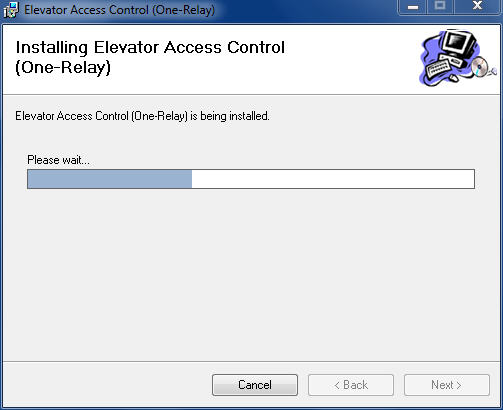 Elevator Access Control (One-Relay)
Installing Elevator Access Control
(One-Relay)
Elevator Access Control (One-Relay) is being installed.
Please wait...
Cancel
< Back
Next >